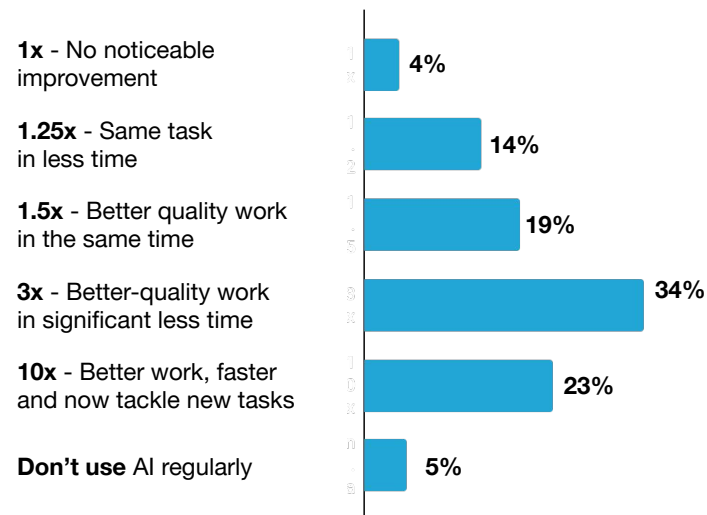 1x - No noticeable
improvement
4%
1.25x - Same task
in less time
14%
1.5x - Better quality work
in the same time
19%
3x - Better-quality work
in significant less time
34%
10x - Better work, faster
and now tackle new tasks
23%
Don’t use AI regularly
5%